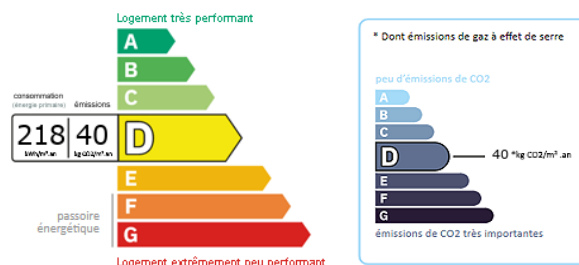 Logement très performant
A
B
consommation
(énergie primaire)
émissions
C
218
kWh/m².an
40
kg CO2/m².an
D
E
passoire
énergétique
F
G
Logement extrêmement peu performant
* Dont émissions de gaz à effet de serre
peu d'émissions de CO2
A
B
C
D
40 *kg CO2/m².an
E
F
G
émissions de CO2 très importantes